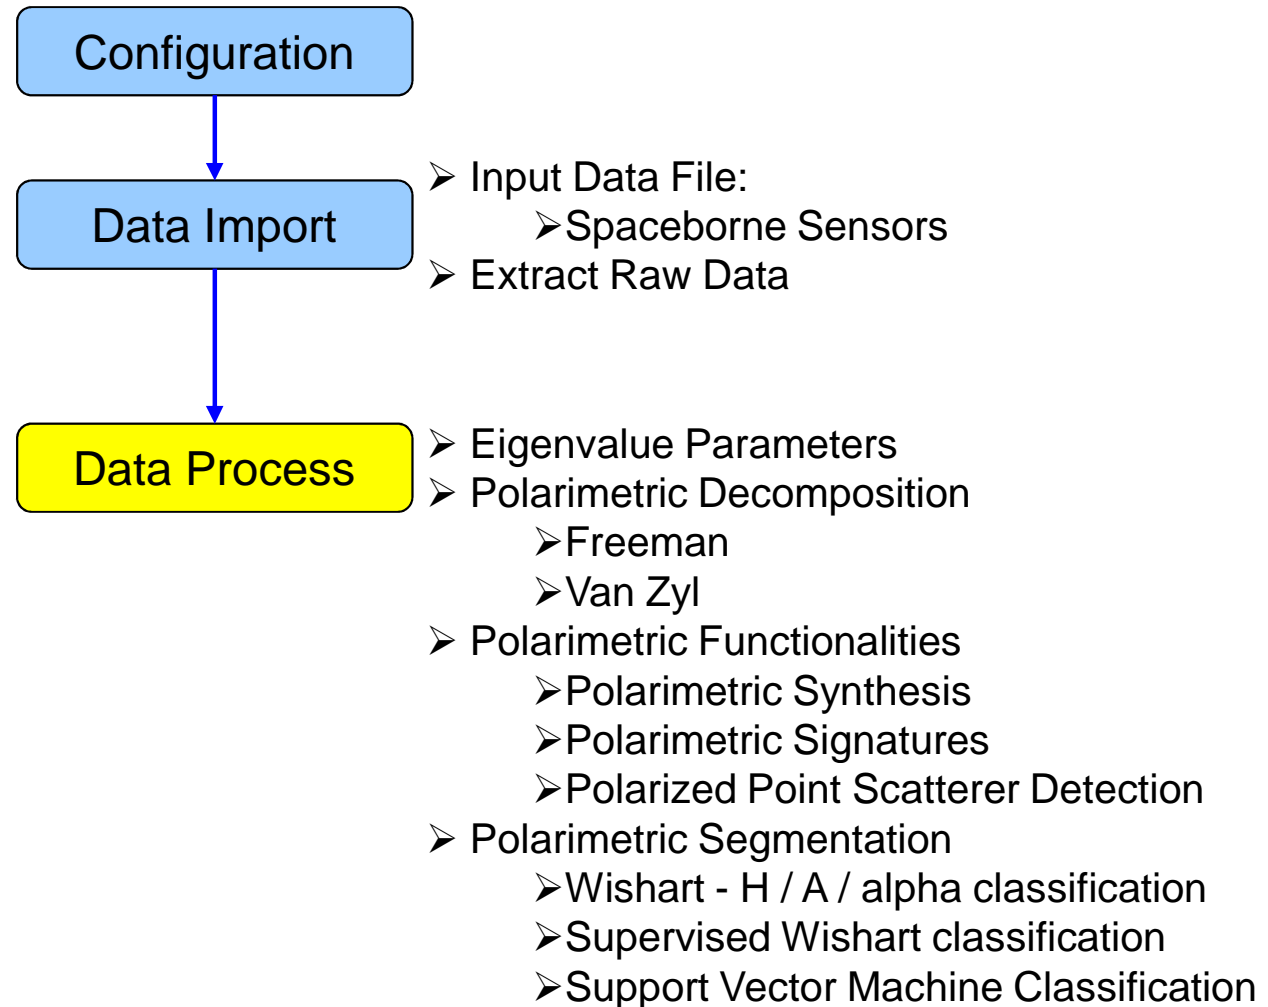 Configuration
Data Import
➢ Input Data File:
➢Spaceborne Sensors
➢ Extract Raw Data
Data Process
➢ Eigenvalue Parameters
➢ Polarimetric Decomposition
➢Freeman
➢Van Zyl
➢ Polarimetric Functionalities
➢Polarimetric Synthesis
➢Polarimetric Signatures
➢Polarized Point Scatterer Detection
➢ Polarimetric Segmentation
➢Wishart - H / A / alpha classification
➢Supervised Wishart classification
➢Support Vector Machine Classification